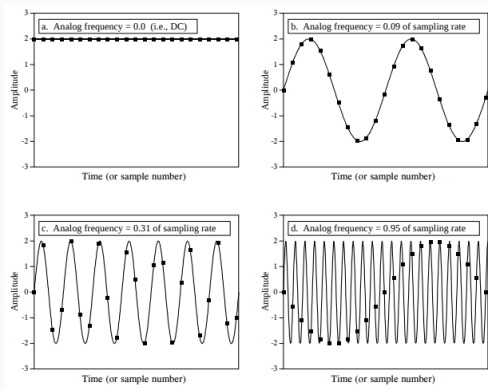 a. Analog frequency = 0.0 (i.e., DC)
3
2
1
0
-1
-2
-3
Amplitude
Time (or sample number)
b. Analog frequency = 0.09 of sampling rate
3
2
1
0
-1
-2
-3
Amplitude
Time (or sample number)
c. Analog frequency = 0.31 of sampling rate
3
2
1
0
-1
-2
-3
Amplitude
Time (or sample number)
d. Analog frequency = 0.95 of sampling rate
3
2
1
0
-1
-2
-3
Amplitude
Time (or sample number)